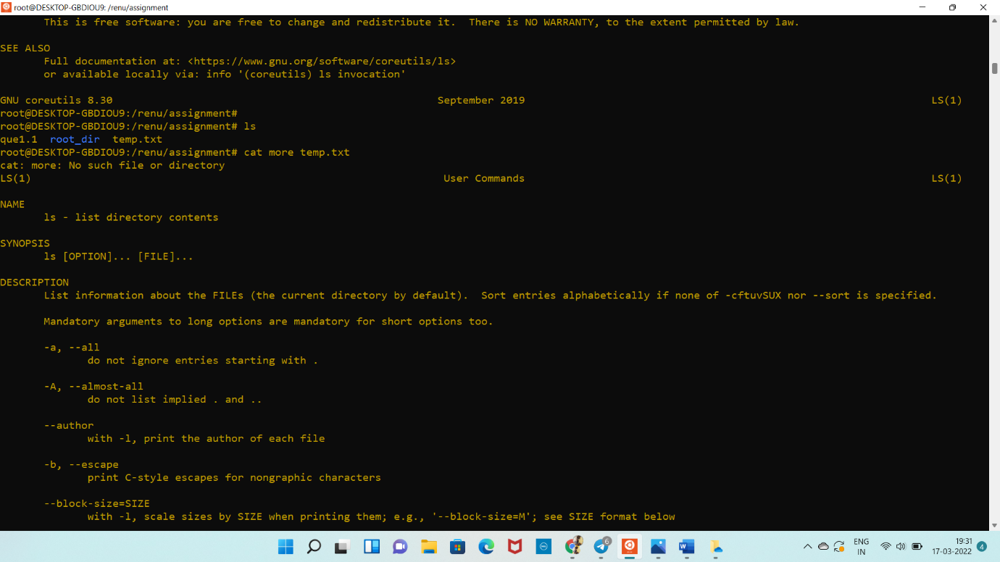 root@DESKTOP-GBDIOU9: /renu/assignment
This is free software: you are free to change and redistribute it.  There is NO WARRANTY, to the extent permitted by law.
SEE ALSO
Full documentation at: <https://www.gnu.org/software/coreutils/ls>
or available locally via: info '(coreutils) ls invocation'
GNU coreutils 8.30 September 2019 LS(1)
root@DESKTOP-GBDIOU9:/renu/assignment#
root@DESKTOP-GBDIOU9:/renu/assignment# ls
que1.1  root_dir  temp.txt
root@DESKTOP-GBDIOU9:/renu/assignment# cat more temp.txt
cat: more: No such file or directory
LS(1) User Commands LS(1)
NAME
ls - list directory contents
SYNOPSIS
ls [OPTION]... [FILE]...
DESCRIPTION
List information about the FILEs (the current directory by default).  Sort entries alphabetically if none of -cftuvSUX nor --sort is specified.
Mandatory arguments to long options are mandatory for short options too.
-a, --all
do not ignore entries starting with .
-A, --almost-all
do not list implied . and ..
--author
with -l, print the author of each file
-b, --escape
print C-style escapes for nongraphic characters
--block-size=SIZE
with -l, scale sizes by SIZE when printing them; e.g., '--block-size=M'; see SIZE format below
6
ENG
IN
19:31
17-03-2022
4